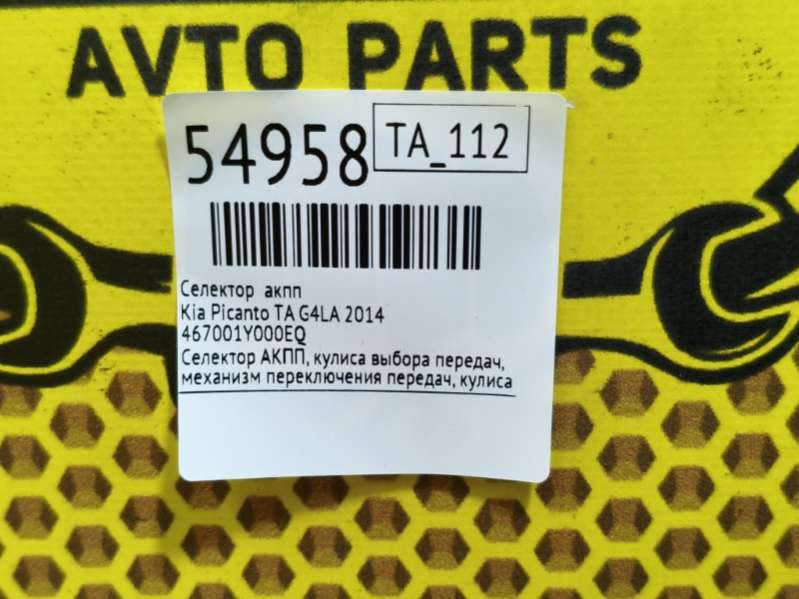 AVTO PARTS
54958
TA_112
Селектор акпп
Kia Picanto TA G4LA 2014
467001Y000EQ
Селектор АКПП, кулиса выбора передач,
механизм переключения передач, кулиса